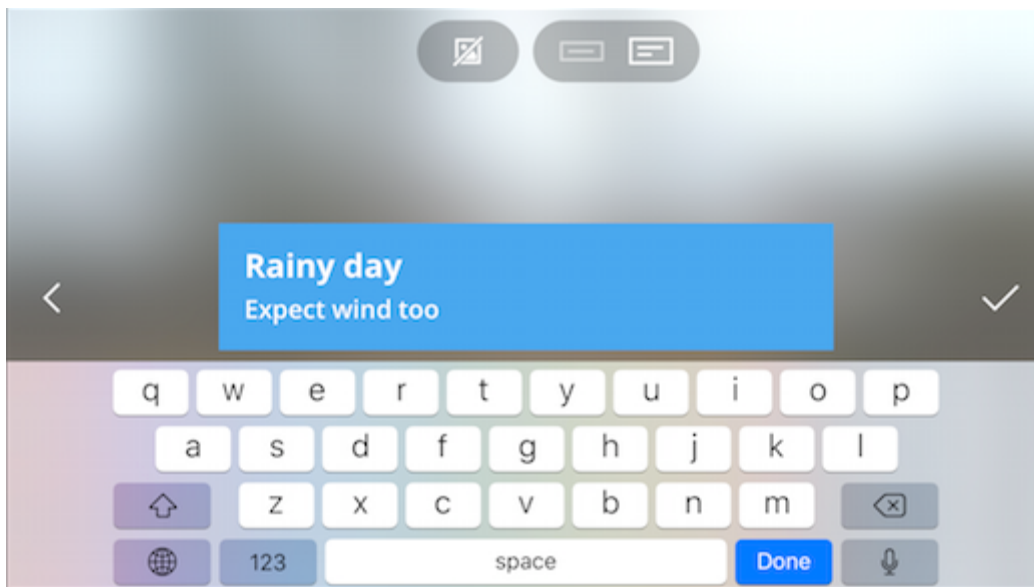 Rainy day
Expect wind too
q w e r t y u i o p
a s d f g h j k l
z x c v b n m
123 space Done